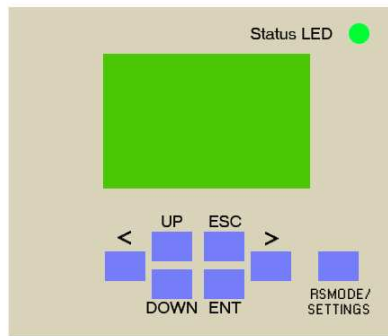 Status LED
UP ESC
< >
DOWN ENT
RSMODE/
SETTINGS